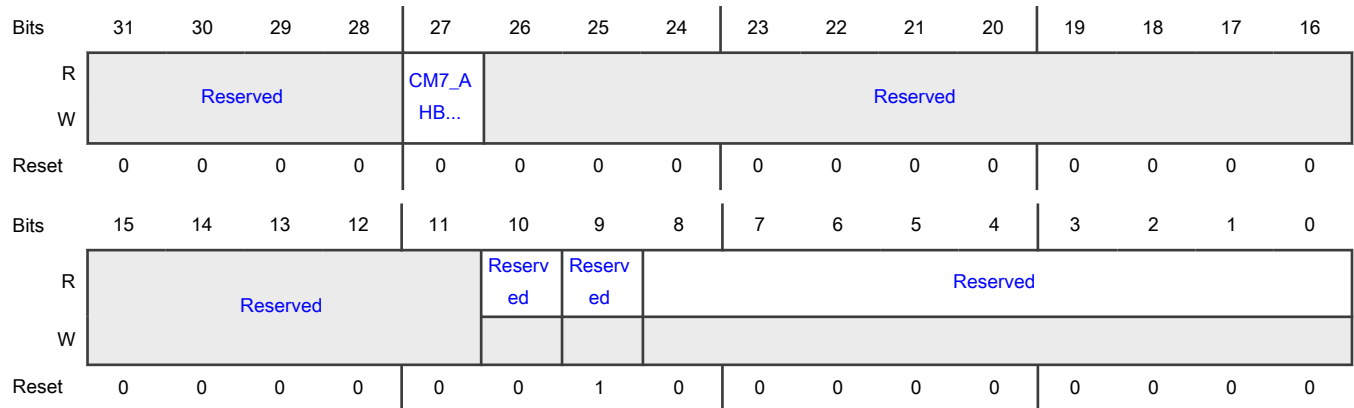 Bits 31 30 29 28 27 26 25 24 23 22 21 20 19 18 17 16
R
Reserved CM7_A
HB... Reserved
W
Reset 0 0 0 0 0 0 0 0 0 0 0 0 0 0 0 0
Bits 15 14 13 12 11 10 9 8 7 6 5 4 3 2 1 0
R Reserved Reserv
ed Reserv
ed Reserved
W
Reset 0 0 0 0 0 0 1 0 0 0 0 0 0 0 0 0